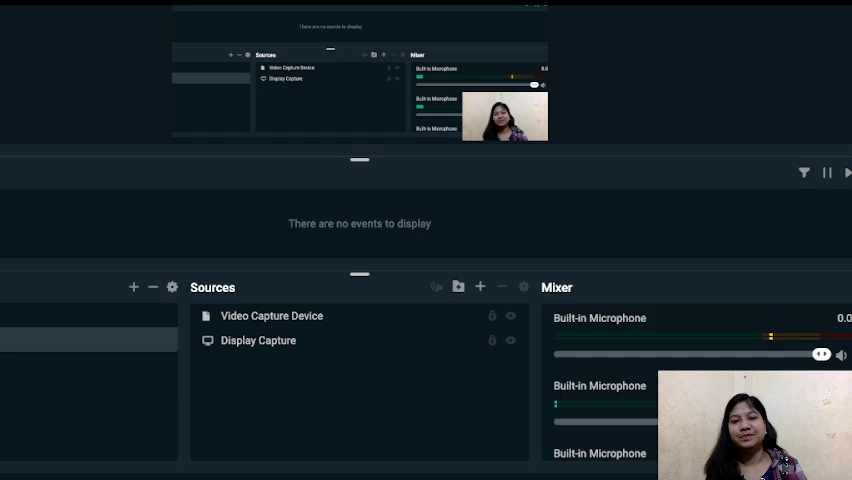 There are no events to display
Sources
Mixer
Video Capture Device
Display Capture
Built-in Microphone
0.0
Built-in Microphone
Built-in Microphone
There are no events to display
Sources
Mixer
Video Capture Device
Display Capture
Built-in Microphone
0.0
Built-in Microphone
Built-in Microphone